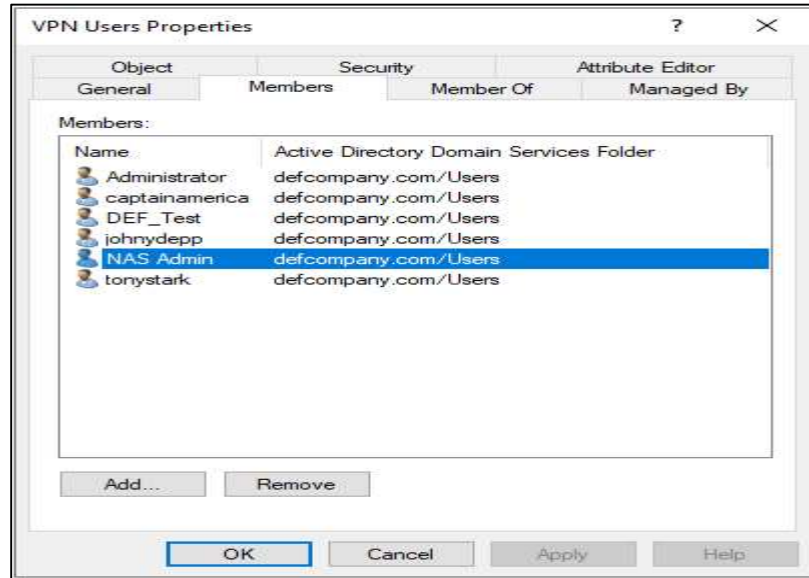 VPN Users Properties ? ×
Object Security Attribute Editor
General Members Member Of Managed By
Members:
Name Active Directory Domain Services Folder
Administrator defcompany.com/Users
captainamerica defcompany.com/Users
DEF_Test defcompany.com/Users
johnydepp defcompany.com/Users
NAS Admin defcompany.com/Users
tonystark defcompany.com/Users
Add... Remove
OK Cancel Apply Help